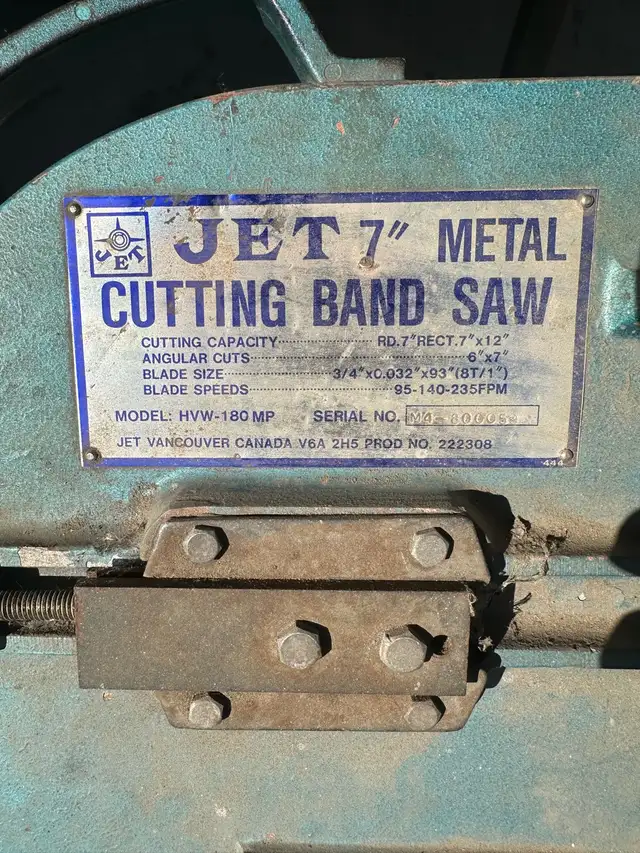 JET
JET 7" METAL
CUTTING BAND SAW
CUTTING CAPACITY RD.7"RECT.7"x12"
ANGULAR CUTS 6"x7"
BLADE SIZE 3/4"x0.032"x93"(8T/1")
BLADE SPEEDS 95-140-235FPM
MODEL: HVW-180MP SERIAL NO.
JET VANCOUVER CANADA V6A 2H5 PROD NO. 222308
444